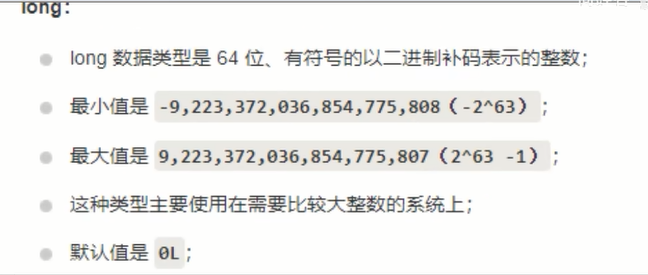 long：
long 数据类型是 64 位、有符号的以二进制补码表示的整数；
最小值是 -9,223,372,036,854,775,808（-2^63）；
最大值是 9,223,372,036,854,775,807（2^63 -1）；
这种类型主要使用在需要比较大整数的系统上；
默认值是 0L；